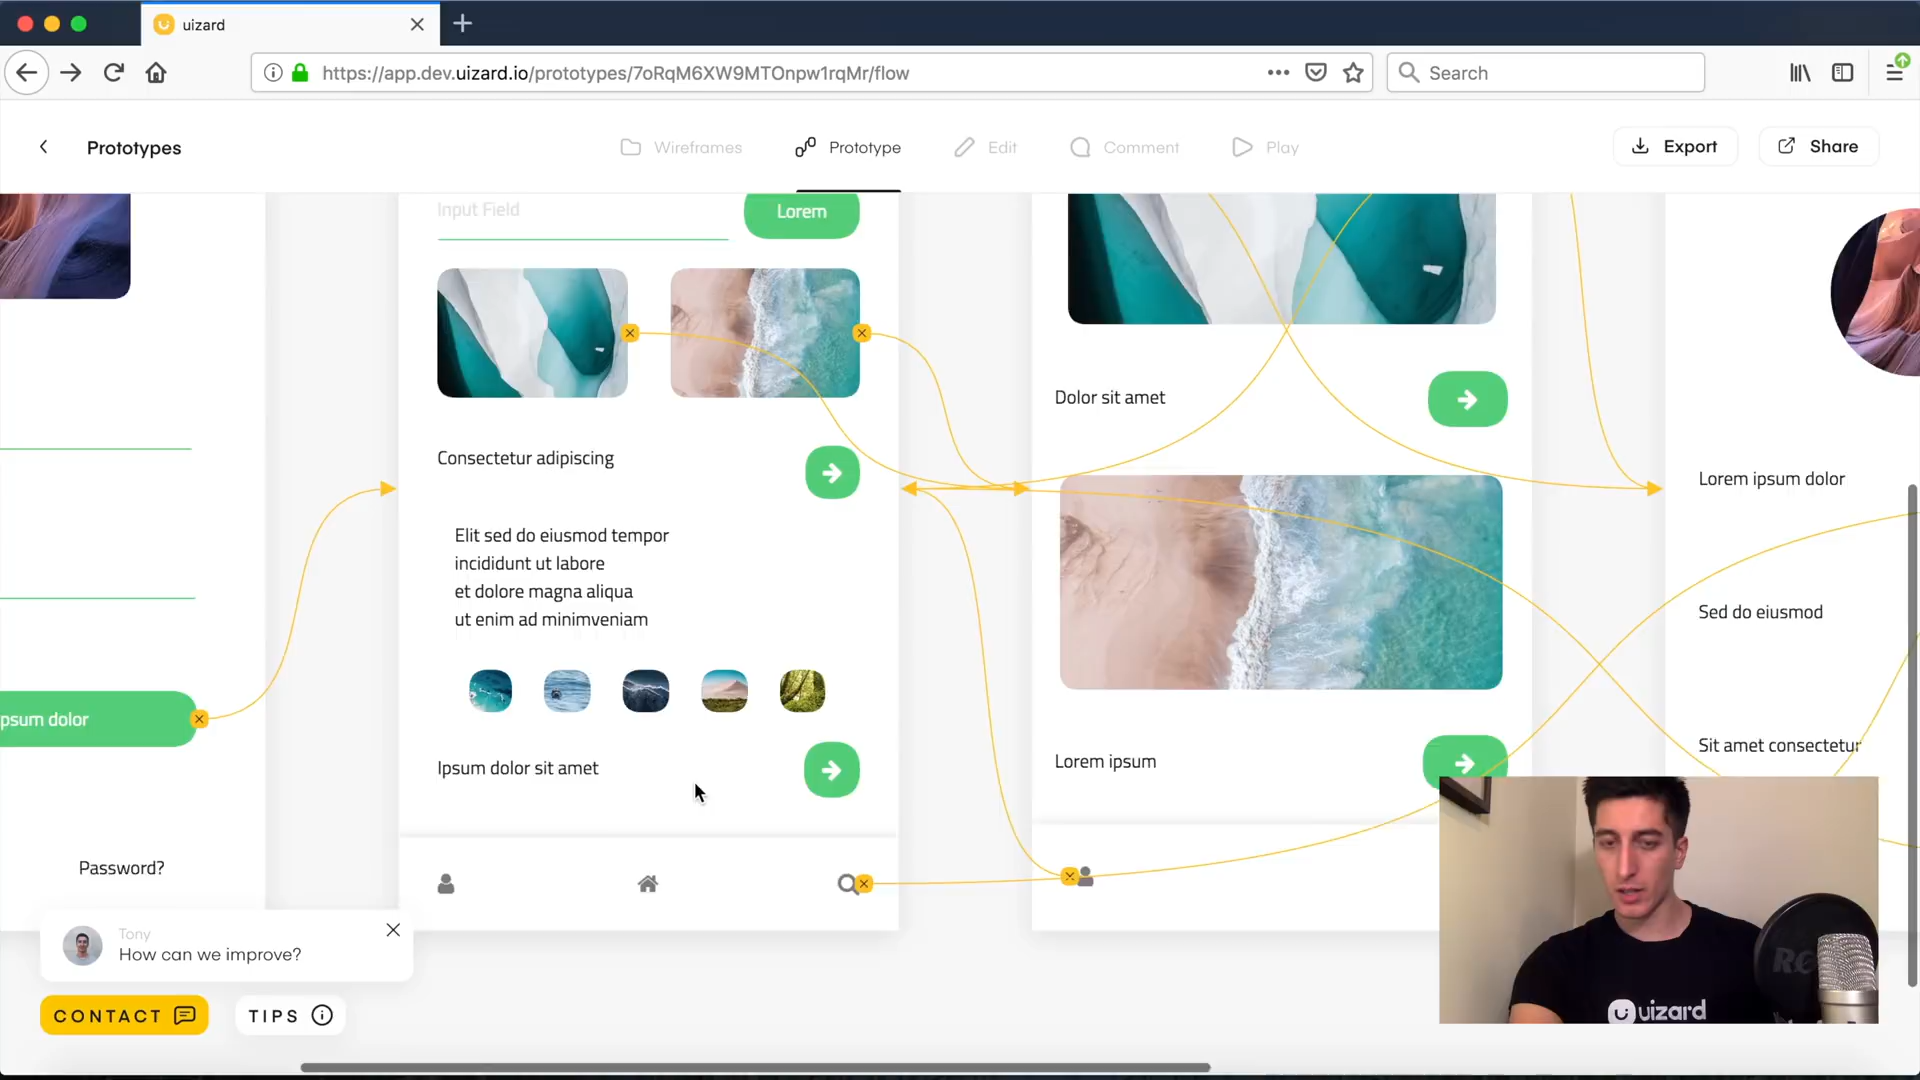 uizard
https://app.dev.uizard.io/prototypes/7oRqM6XW9MTOnpw1rqMr/flow
Search
Prototypes
Wireframes
Prototype
Edit
Comment
Play
Export
Share
Input Field
Lorem
Consectetur adipiscing
Elit sed do eiusmod tempor
incididunt ut labore
et dolore magna aliqua
ut enim ad minimveniam
Ipsum dolor sit amet
Dolor sit amet
Lorem ipsum
Lorem ipsum dolor
Sed do eiusmod
Sit amet consectetur
psum dolor
Password?
Tony
How can we improve?
CONTACT
TIPS
uizard